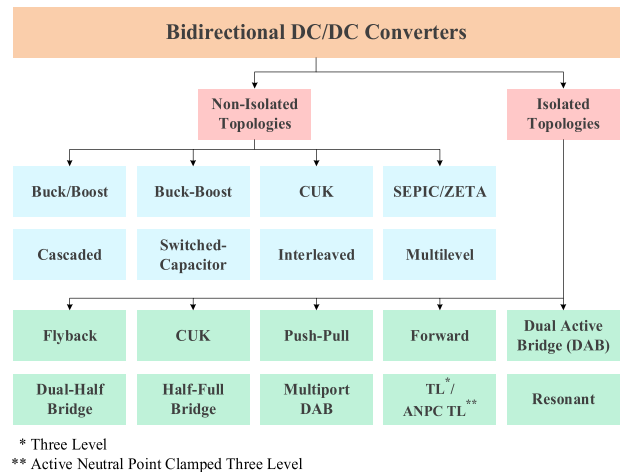 Bidirectional DC/DC Converters
Non-Isolated
Topologies
Isolated
Topologies
Buck/Boost
Buck-Boost
CUK
SEPIC/ZETA
Cascaded
Switched-
Capacitor
Interleaved
Multilevel
Flyback
CUK
Push-Pull
Forward
Dual Active
Bridge (DAB)
Dual-Half
Bridge
Half-Full
Bridge
Multiport
DAB
TL*/
ANPC TL**
Resonant
* Three Level
** Active Neutral Point Clamped Three Level